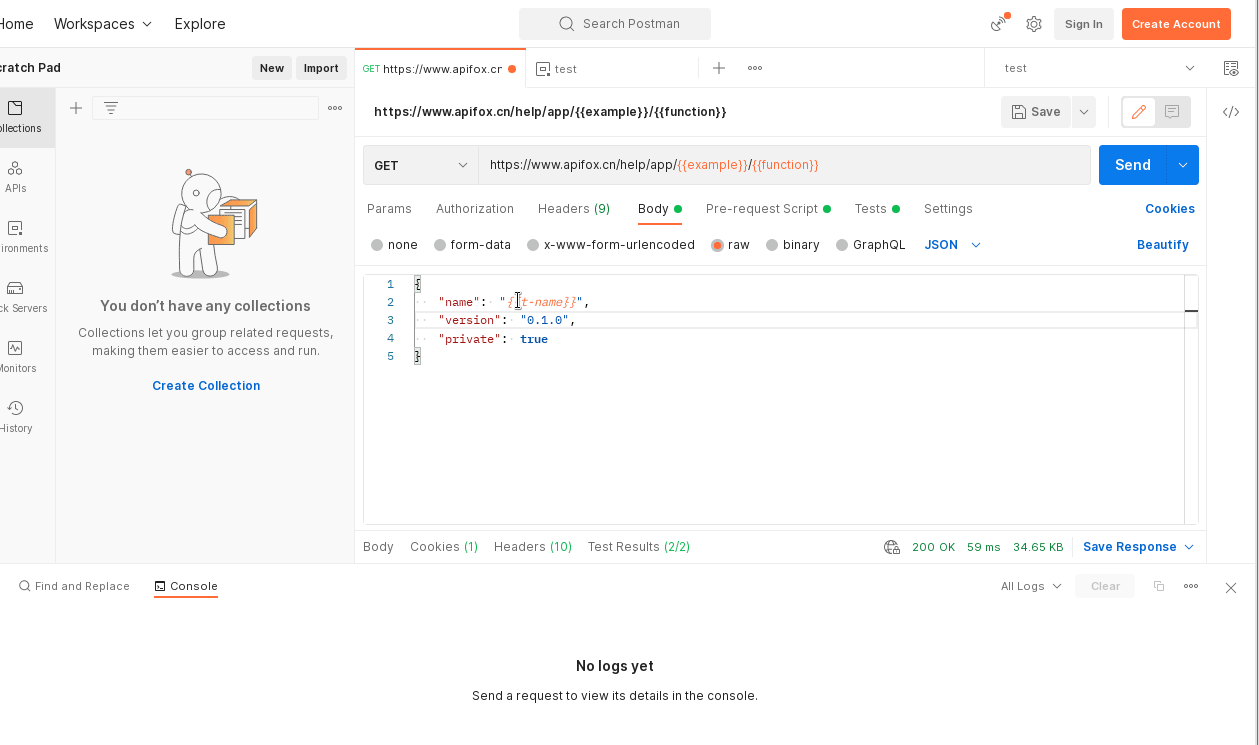 Home Workspaces Explore Search Postman Sign In Create Account
cratch Pad New Import GET https://www.apifox.cr test test
https://www.apifox.cn/help/app/{{example}}/{{function}} Save
ollections
GET https://www.apifox.cn/help/app/{{example}}/{{function}} Send
APIs
Params Authorization Headers (9) Body Pre-request Script Tests Settings Cookies
ironments
none form-data x-www-form-urlencoded raw binary GraphQL JSON Beautify
1 {
2 "name": "{{t-name}}",
3 "version": "0.1.0",
4 "private": true
5 }
ck Servers
You don’t have any collections
Collections let you group related requests,
making them easier to access and run.
Monitors
Create Collection
History
Body Cookies (1) Headers (10) Test Results (2/2) 200 OK 59 ms 34.65 KB Save Response
Find and Replace Console All Logs Clear
No logs yet
Send a request to view its details in the console.